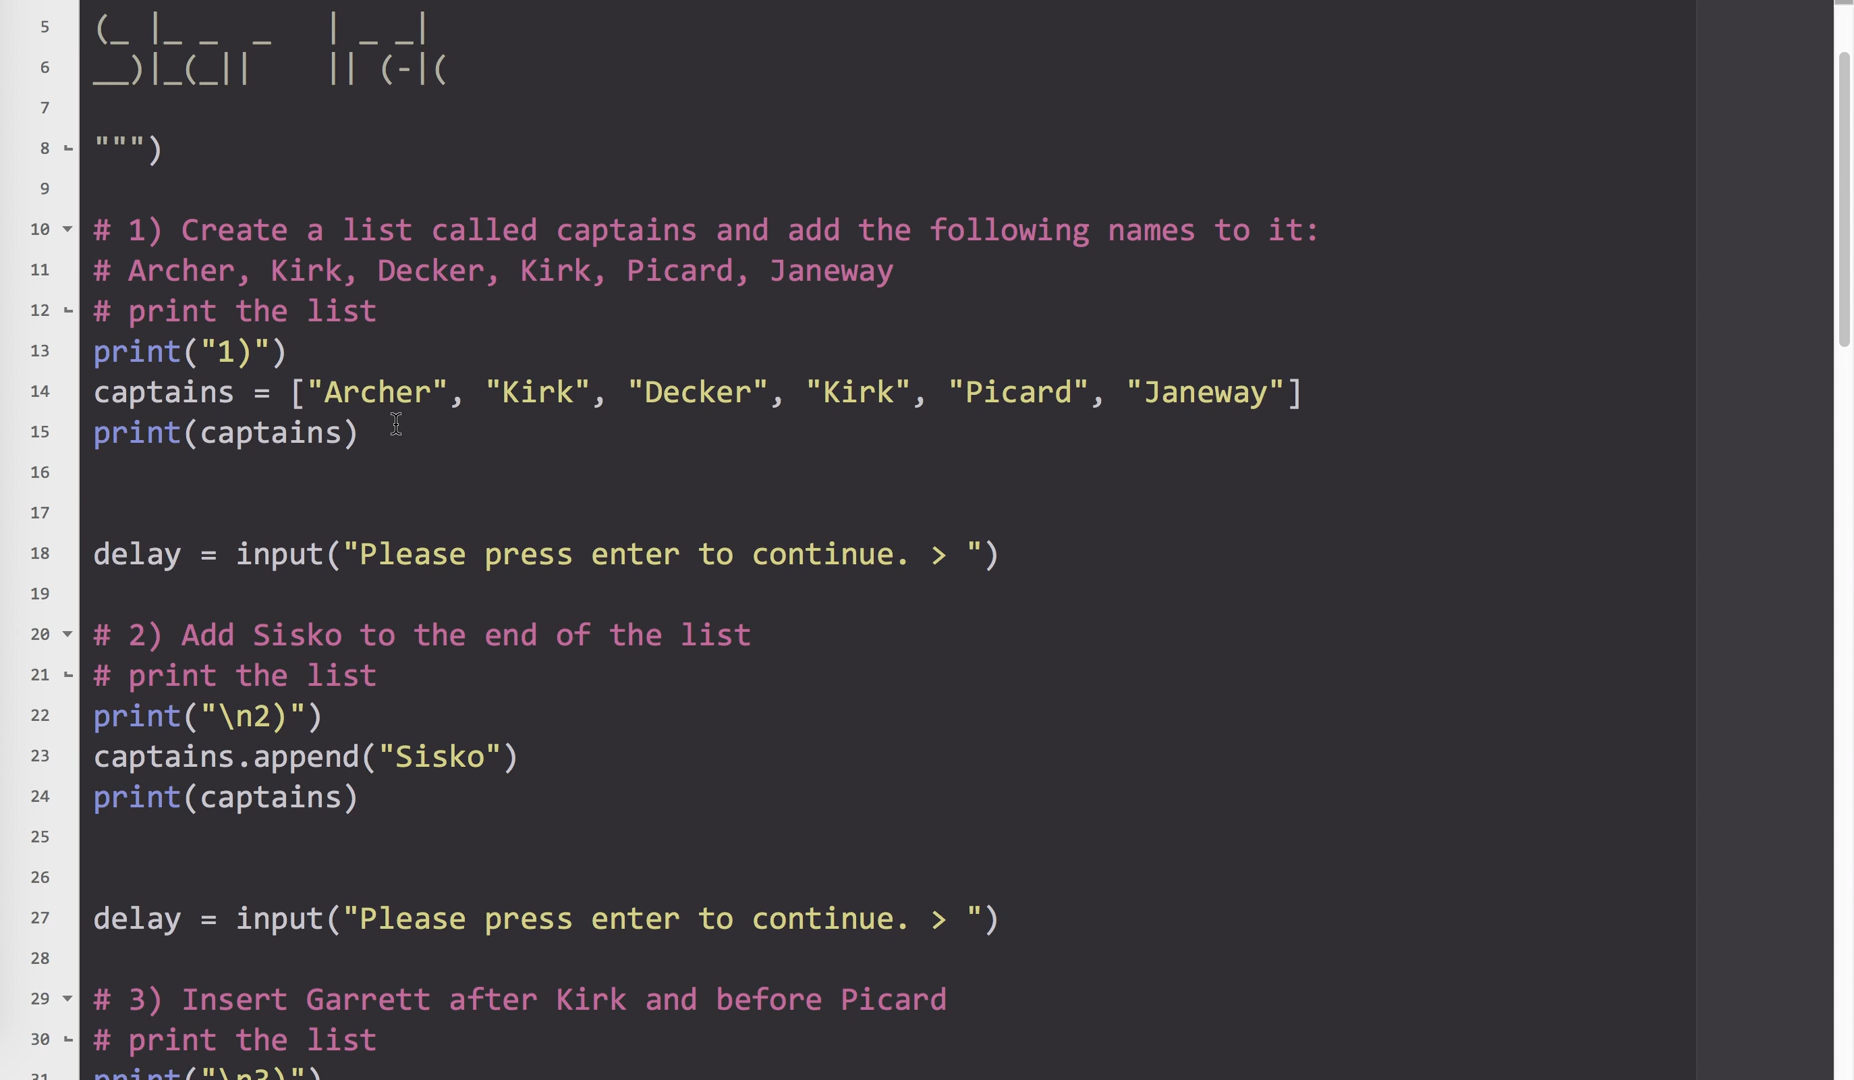 5 (_ |_ _  _   | _ _|
6 __)|_(_||    || (-|(
7
8 """)
9
10 # 1) Create a list called captains and add the following names to it:
11 # Archer, Kirk, Decker, Kirk, Picard, Janeway
12 # print the list
13 print("1)")
14 captains = ["Archer", "Kirk", "Decker", "Kirk", "Picard", "Janeway"]
15 print(captains)
16
17
18 delay = input("Please press enter to continue. > ")
19
20 # 2) Add Sisko to the end of the list
21 # print the list
22 print("\n2)")
23 captains.append("Sisko")
24 print(captains)
25
26
27 delay = input("Please press enter to continue. > ")
28
29 # 3) Insert Garrett after Kirk and before Picard
30 # print the list
31 print("\n3)")